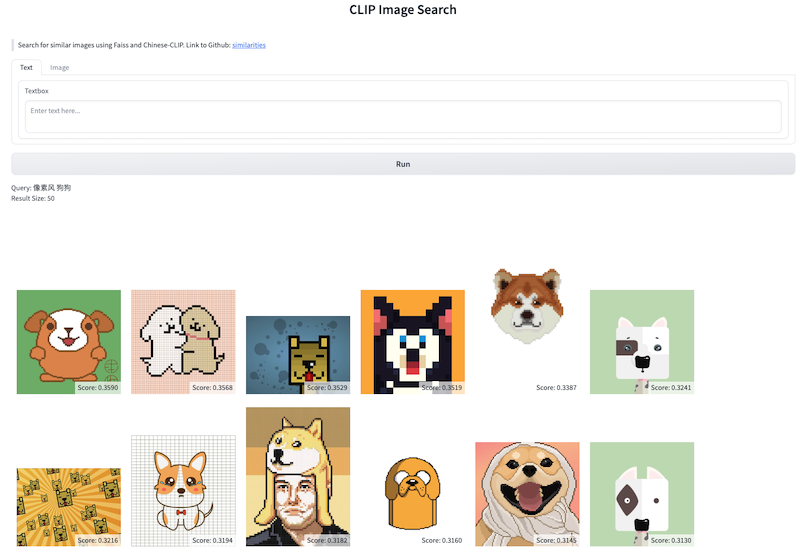 CLIP Image Search
Search for similar images using Faiss and Chinese-CLIP. Link to Github: similarities
Text Image
Textbox
Enter text here...
Run
Query: 像素风 狗狗
Result Size: 50
Score: 0.3590 Score: 0.3568 Score: 0.3529 Score: 0.3519 Score: 0.3387 Score: 0.3241
Score: 0.3216 Score: 0.3194 Score: 0.3182 Score: 0.3160 Score: 0.3145 Score: 0.3130